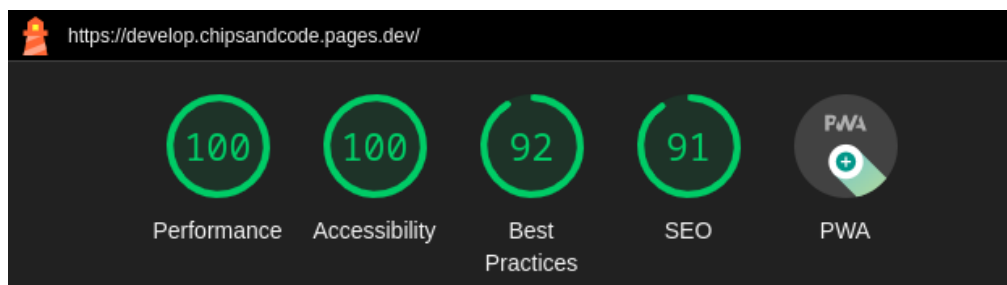 https://develop.chipsandcode.pages.dev/
100
100
92
91
PWA
Performance
Accessibility
Best
Practices
SEO
PWA